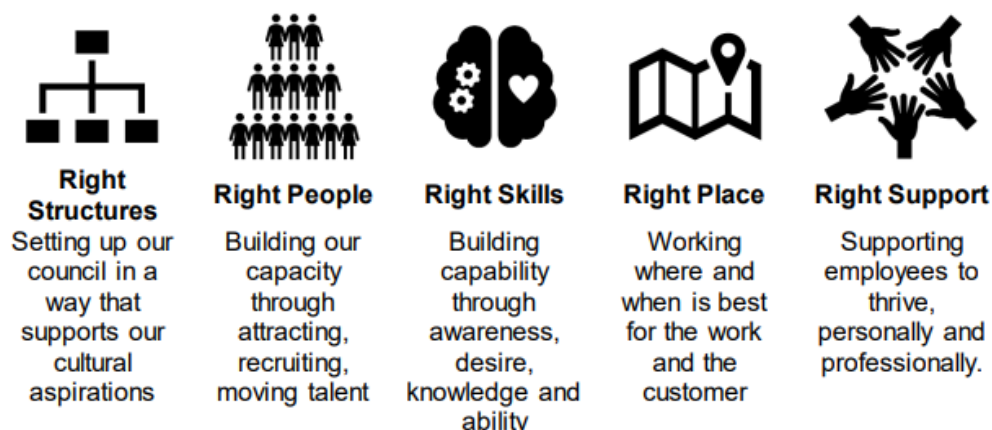 Right
Structures
Setting up our
council in a
way that
supports our
cultural
aspirations
Right People
Building our
capacity
through
attracting,
recruiting,
moving talent
Right Skills
Building
capability
through
awareness,
desire,
knowledge and
ability
Right Place
Working
where and
when is best
for the work
and the
customer
Right Support
Supporting
employees to
thrive,
personally and
professionally.